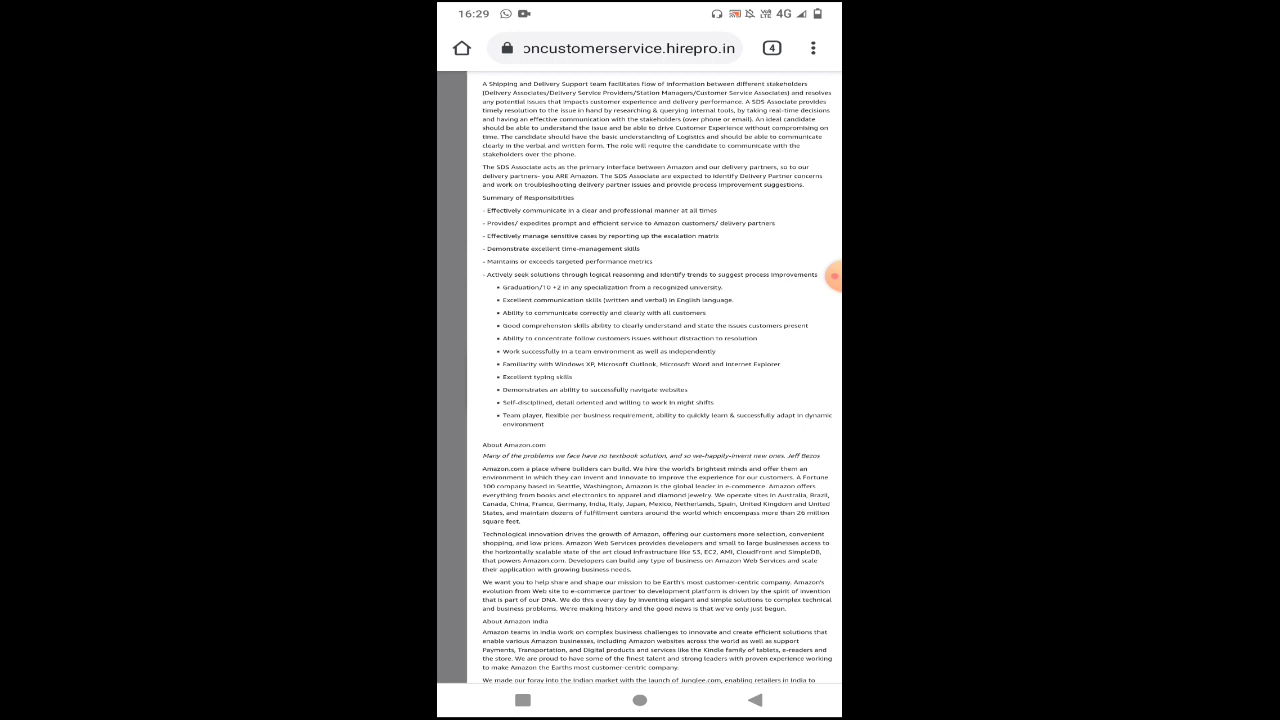 16:29
4G
oncustomerservice.hirepro.in
4
A Shipping and Delivery Support team facilitates flow of information between different stakeholders
(Delivery Associates/Delivery Service Providers/Station Managers/Customer Service Associates) and resolves
any potential issues that impacts customer experience and delivery performance. A SDS Associate provides
timely resolution to the issue in hand by researching & querying internal tools, by taking real-time decisions
and having an effective communication with the stakeholders (over phone or email). An ideal candidate
should be able to understand the issue and be able to drive Customer Experience without compromising on
time. The candidate should have the basic understanding of Logistics and should be able to communicate
clearly in the verbal and written form. The role will require the candidate to communicate with the
stakeholders over the phone.
The SDS Associate acts as the primary interface between Amazon and our delivery partners, so to our
delivery partners- you ARE Amazon. The SDS Associate are expected to identify Delivery Partner concerns
and work on troubleshooting delivery partner issues and provide process improvement suggestions.
Summary of Responsibilities
- Effectively communicate in a clear and professional manner at all times
- Provides/ expedites prompt and efficient service to Amazon customers/ delivery partners
- Effectively manage sensitive cases by reporting up the escalation matrix
- Demonstrate excellent time-management skills
- Maintains or exceeds targeted performance metrics
- Actively seek solutions through logical reasoning and identify trends to suggest process improvements
• Graduation/10 +2 in any specialization from a recognized university.
• Excellent communication skills (written and verbal) in English language.
• Ability to communicate correctly and clearly with all customers
• Good comprehension skills ability to clearly understand and state the issues customers present
• Ability to concentrate follow customers issues without distraction to resolution
• Work successfully in a team environment as well as independently
• Familiarity with Windows XP, Microsoft Outlook, Microsoft Word and Internet Explorer
• Excellent typing skills
• Demonstrates an ability to successfully navigate websites
• Self-disciplined, detail oriented and willing to work in night shifts
• Team player, flexible per business requirement, ability to quickly learn & successfully adapt in dynamic
environment
About Amazon.com
Many of the problems we face have no textbook solution, and so we-happily-invent new ones. Jeff Bezos
Amazon.com a place where builders can build. We hire the world's brightest minds and offer them an
environment in which they can invent and innovate to improve the experience for our customers. A Fortune
100 company based in Seattle, Washington, Amazon is the global leader in e-commerce. Amazon offers
everything from books and electronics to apparel and diamond jewelry. We operate sites in Australia, Brazil,
Canada, China, France, Germany, India, Italy, Japan, Mexico, Netherlands, Spain, United Kingdom and United
States, and maintain dozens of fulfillment centers around the world which encompass more than 26 million
square feet.
Technological innovation drives the growth of Amazon, offering our customers more selection, convenient
shopping, and low prices. Amazon Web Services provides developers and small to large businesses access to
the horizontally scalable state of the art cloud infrastructure like S3, EC2, AMI, CloudFront and SimpleDB,
that powers Amazon.com. Developers can build any type of business on Amazon Web Services and scale
their application with growing business needs.
We want you to help share and shape our mission to be Earth's most customer-centric company. Amazon's
evolution from Web site to e-commerce partner to development platform is driven by the spirit of invention
that is part of our DNA. We do this every day by inventing elegant and simple solutions to complex technical
and business problems. We're making history and the good news is that we've only just begun.
About Amazon India
Amazon teams in India work on complex business challenges to innovate and create efficient solutions that
enable various Amazon businesses, including Amazon websites across the world as well as support
Payments, Transportation, and Digital products and services like the Kindle family of tablets, e-readers and
the store. We are proud to have some of the finest talent and strong leaders with proven experience working
to make Amazon the Earths most customer-centric company.
We made our foray into the Indian market with the launch of Junglee.com, enabling retailers in India to